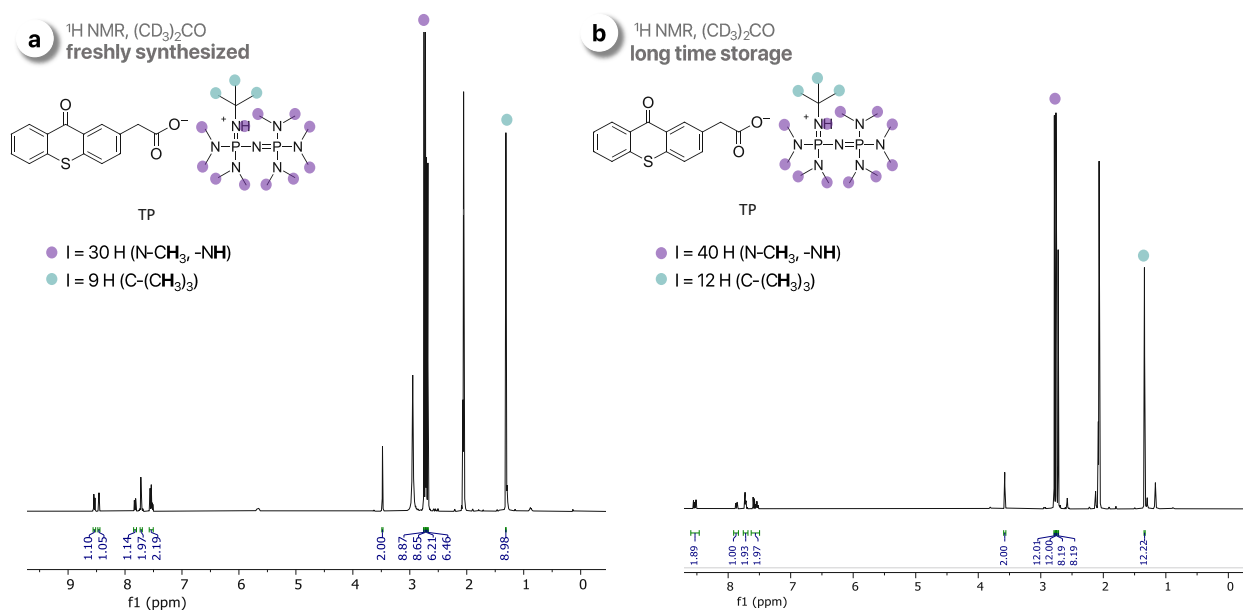 a
¹H NMR, (CD₃)₂CO
freshly synthesized
O
O⁻
O
S
+
NH
N
N
P
N
P
N
N
N
TP
I = 30 H (N-CH₃, -NH)
I = 9 H (C-(CH₃)₃)
1.10
1.05
1.14
1.97
2.19
2.00
8.87
8.65
6.21
6.46
8.98
9 8 7 6 5 4 3 2 1 0
f1 (ppm)
b
¹H NMR, (CD₃)₂CO
long time storage
O
O⁻
O
S
+
NH
N
N
P
N
P
N
N
N
TP
I = 40 H (N-CH₃, -NH)
I = 12 H (C-(CH₃)₃)
1.89
1.00
1.93
1.97
2.00
12.01
12.00
8.19
8.19
12.22
8 7 6 5 4 3 2 1 0
f1 (ppm)